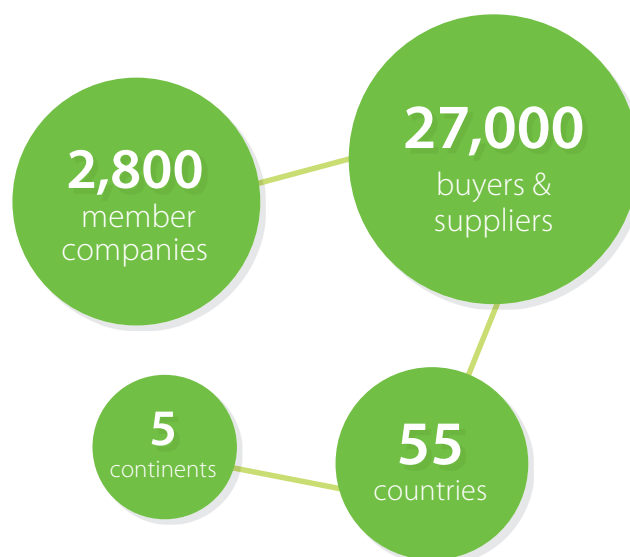 2,800
member
companies
27,000
buyers &
suppliers
5
continents
55
countries